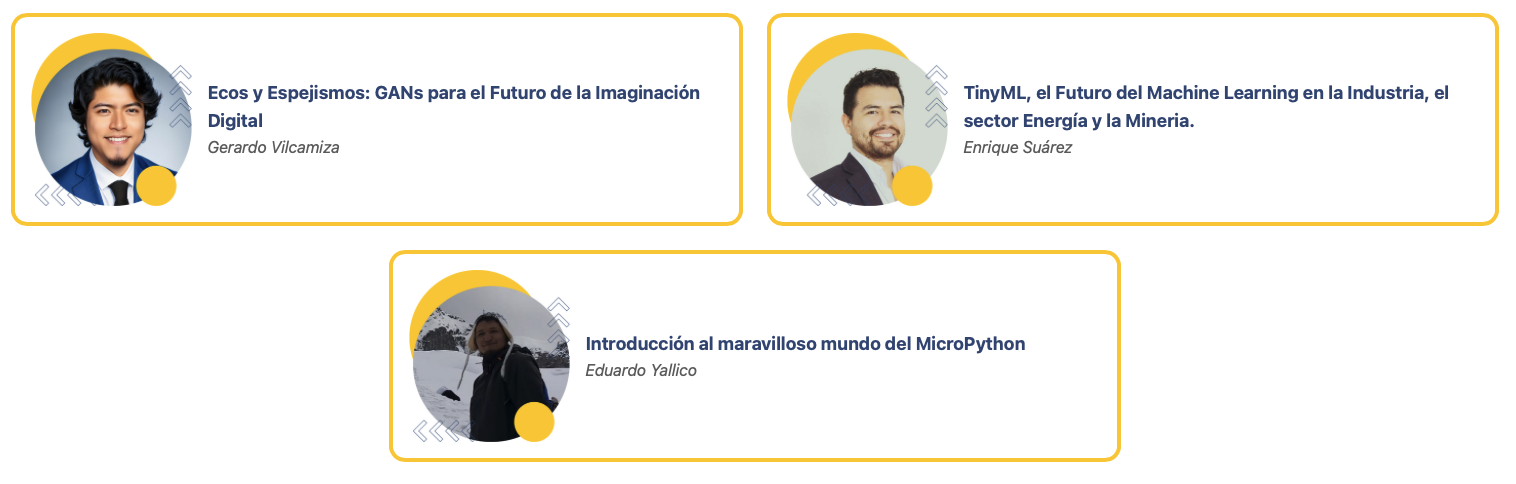 Ecos y Espejismos: GANs para el Futuro de la Imaginación
Digital
Gerardo Vilcamiza
TinyML, el Futuro del Machine Learning en la Industria, el
sector Energía y la Mineria.
Enrique Suárez
Introducción al maravilloso mundo del MicroPython
Eduardo Yallico